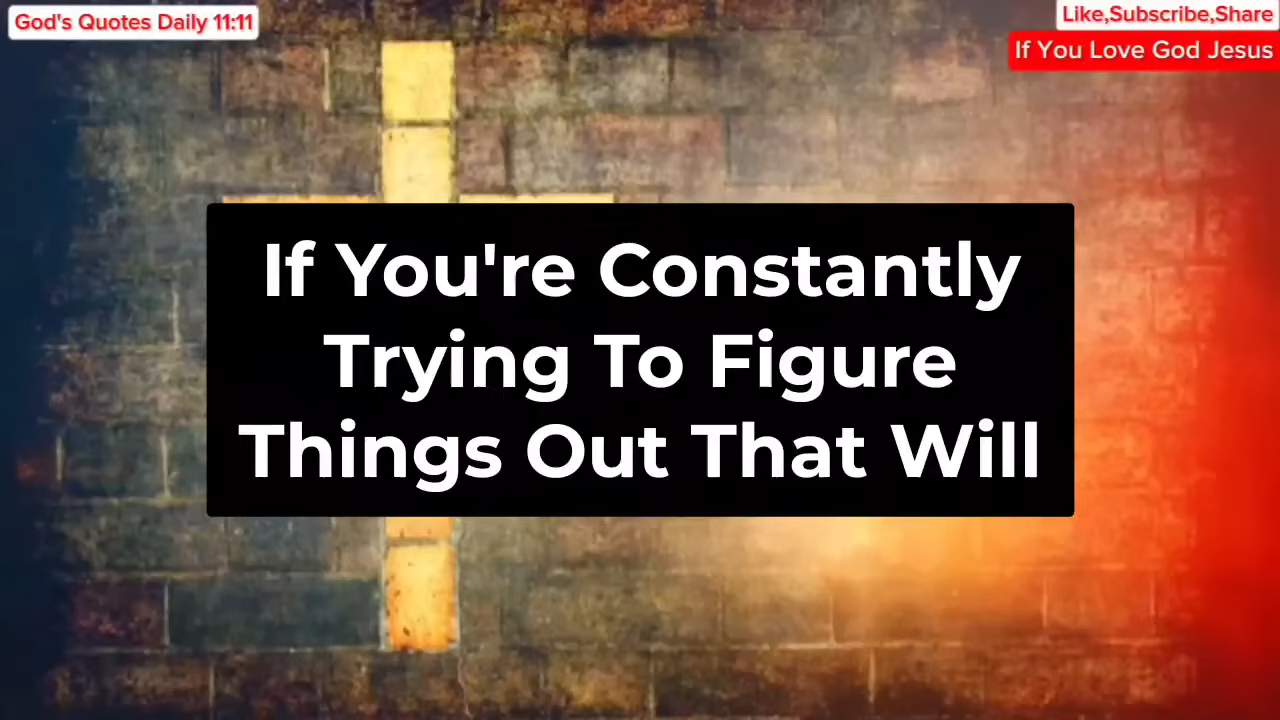 God's Quotes Daily 11:11
Like,Subscribe,Share
If You Love God Jesus
If You're Constantly
Trying To Figure
Things Out That Will